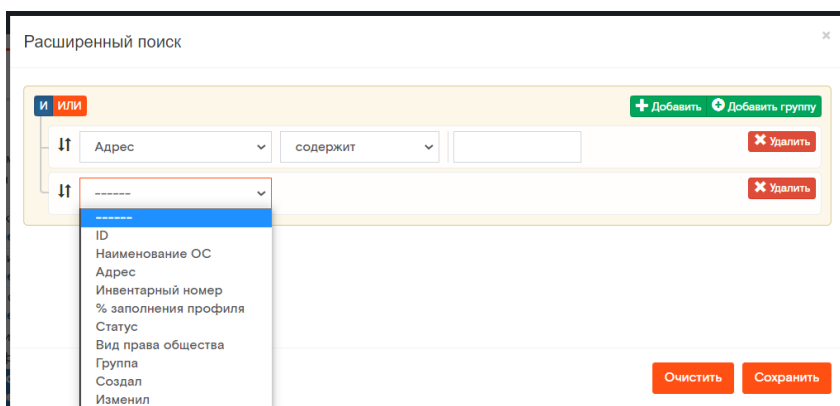 Расширенный поиск ×
И ИЛИ Добавить Добавить группу
Адрес содержит Удалить
------ Удалить
------
ID
Наименование ОС
Адрес
Инвентарный номер
% заполнения профиля
Статус
Вид права общества
Группа
Создал
Изменил
Очистить Сохранить